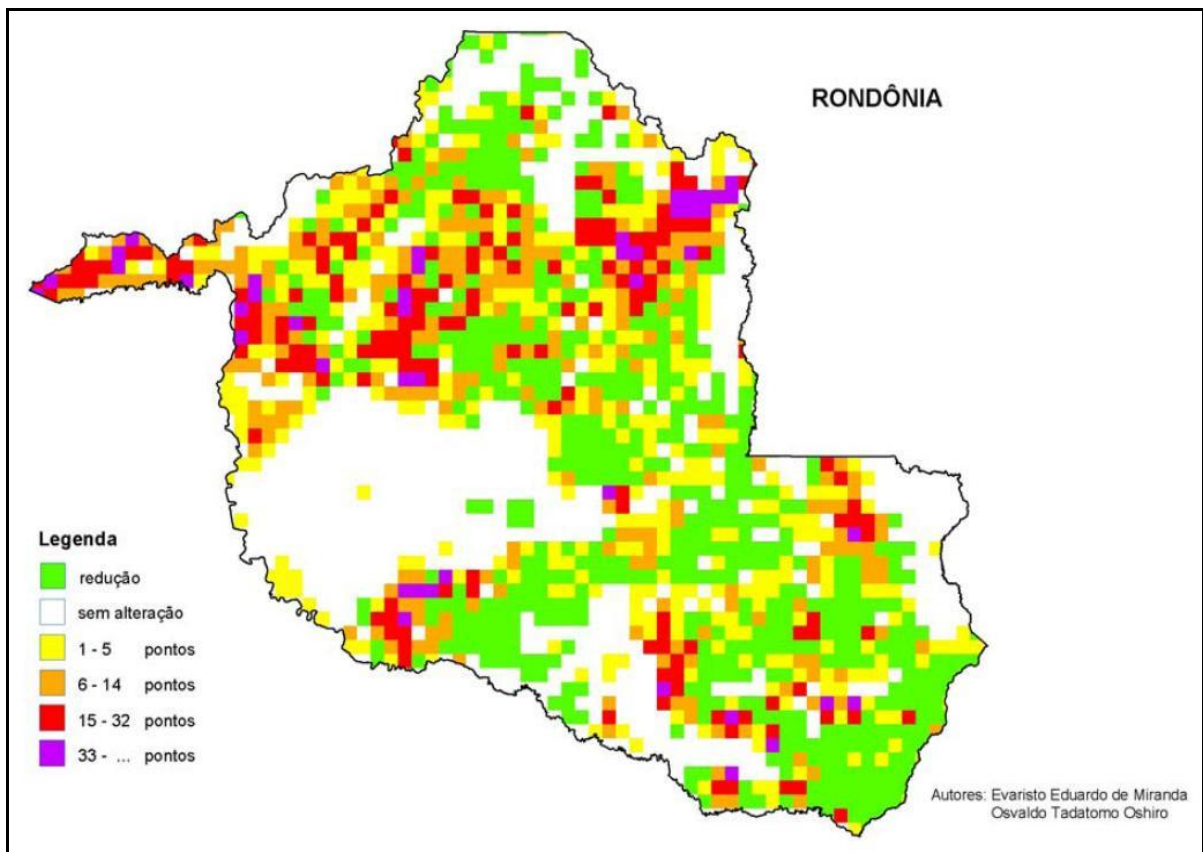 RONDÔNIA
Legenda
redução
sem alteração
1 - 5 pontos
6 - 14 pontos
15 - 32 pontos
33 - ... pontos
Autores: Evaristo Eduardo de Miranda
Osvaldo Tadatomo Oshiro